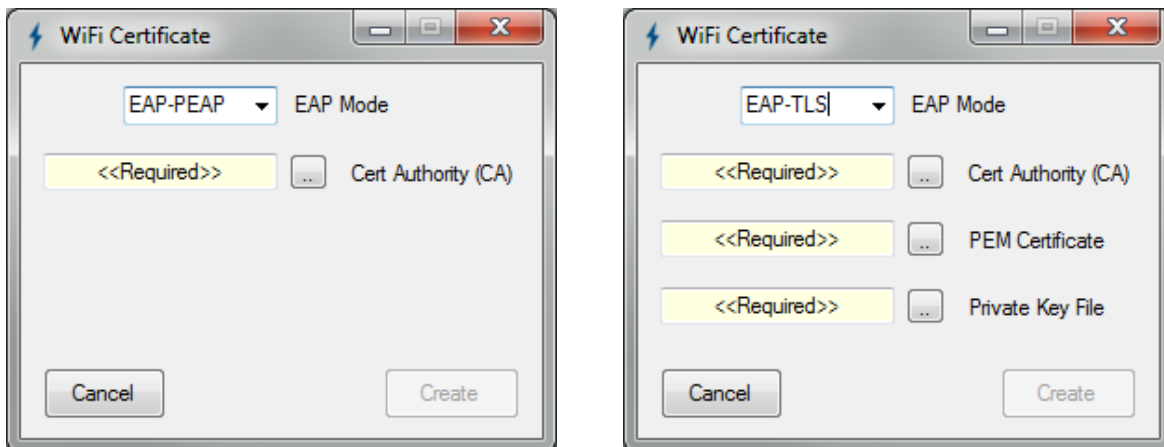 WiFi Certificate
EAP-PEAP EAP Mode
<<Required>> .. Cert Authority (CA)
Cancel Create
WiFi Certificate
EAP-TLS EAP Mode
<<Required>> .. Cert Authority (CA)
<<Required>> .. PEM Certificate
<<Required>> .. Private Key File
Cancel Create